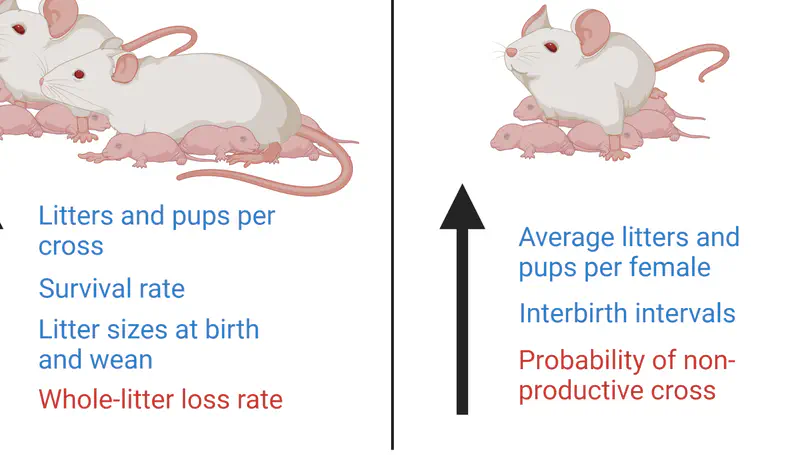 Litters and pups per
cross
Survival rate
Litter sizes at birth
and wean
Whole-litter loss rate
Average litters and
pups per female
Interbirth intervals
Probability of non-
productive cross